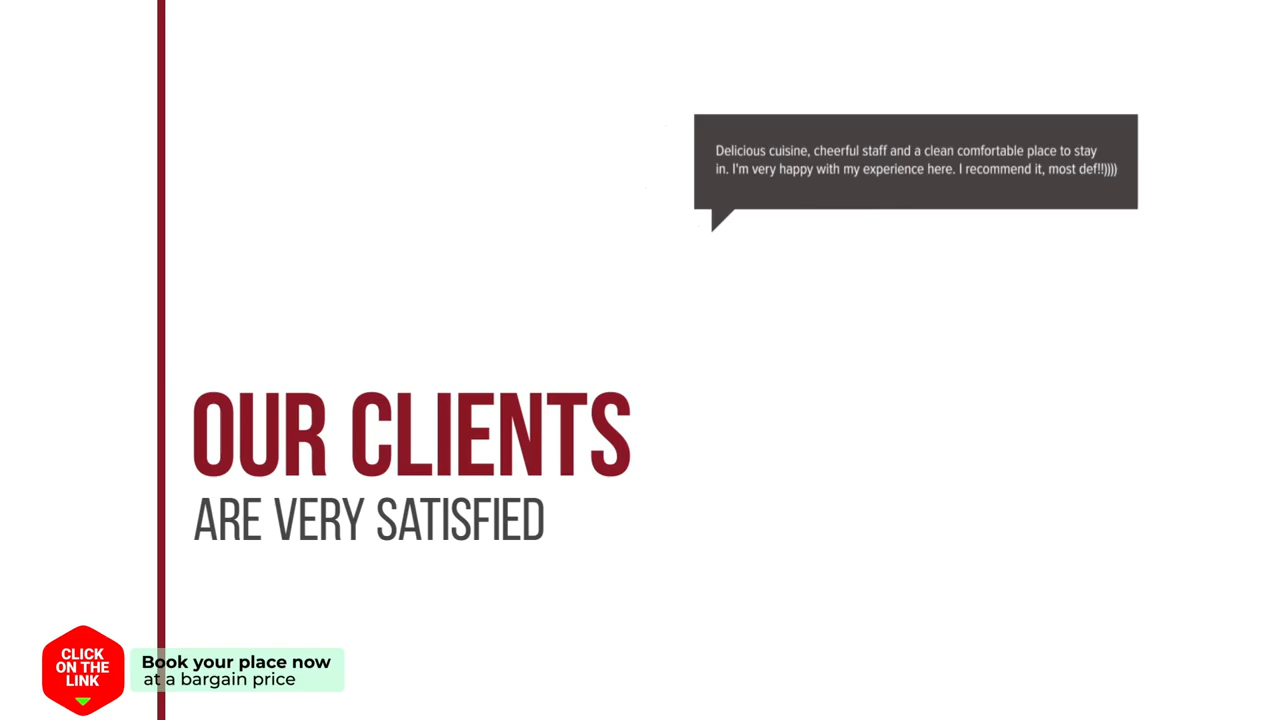 Delicious cuisine, cheerful staff and a clean comfortable place to stay
in. I'm very happy with my experience here. I recommend it, most def!!))))
OUR CLIENTS
ARE VERY SATISFIED
CLICK
ON THE
LINK
Book your place now
at a bargain price